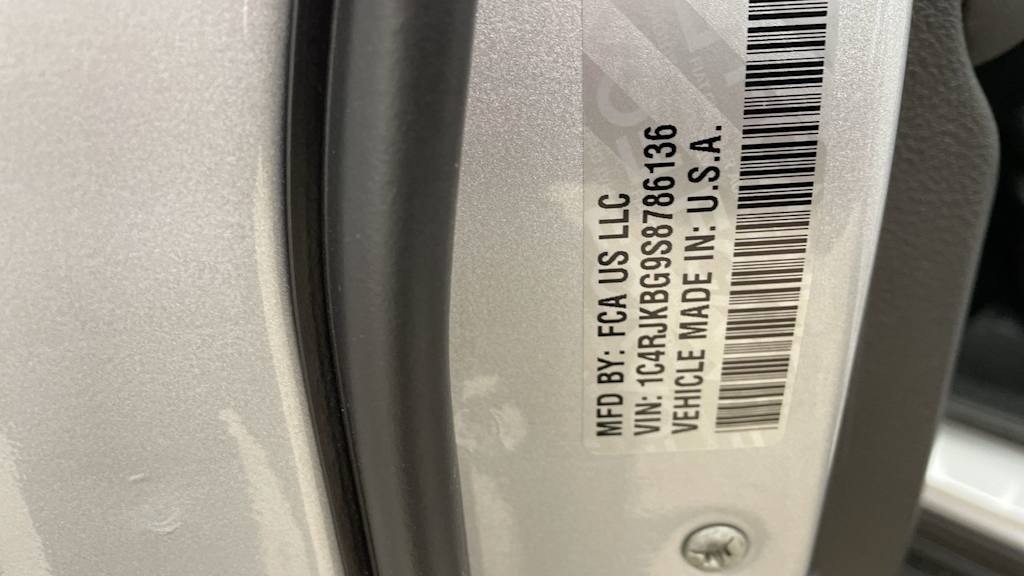 MFD BY: FCA US LLC
VIN: 1C4RJKBG9S8786136
VEHICLE MADE IN: U.S.A.